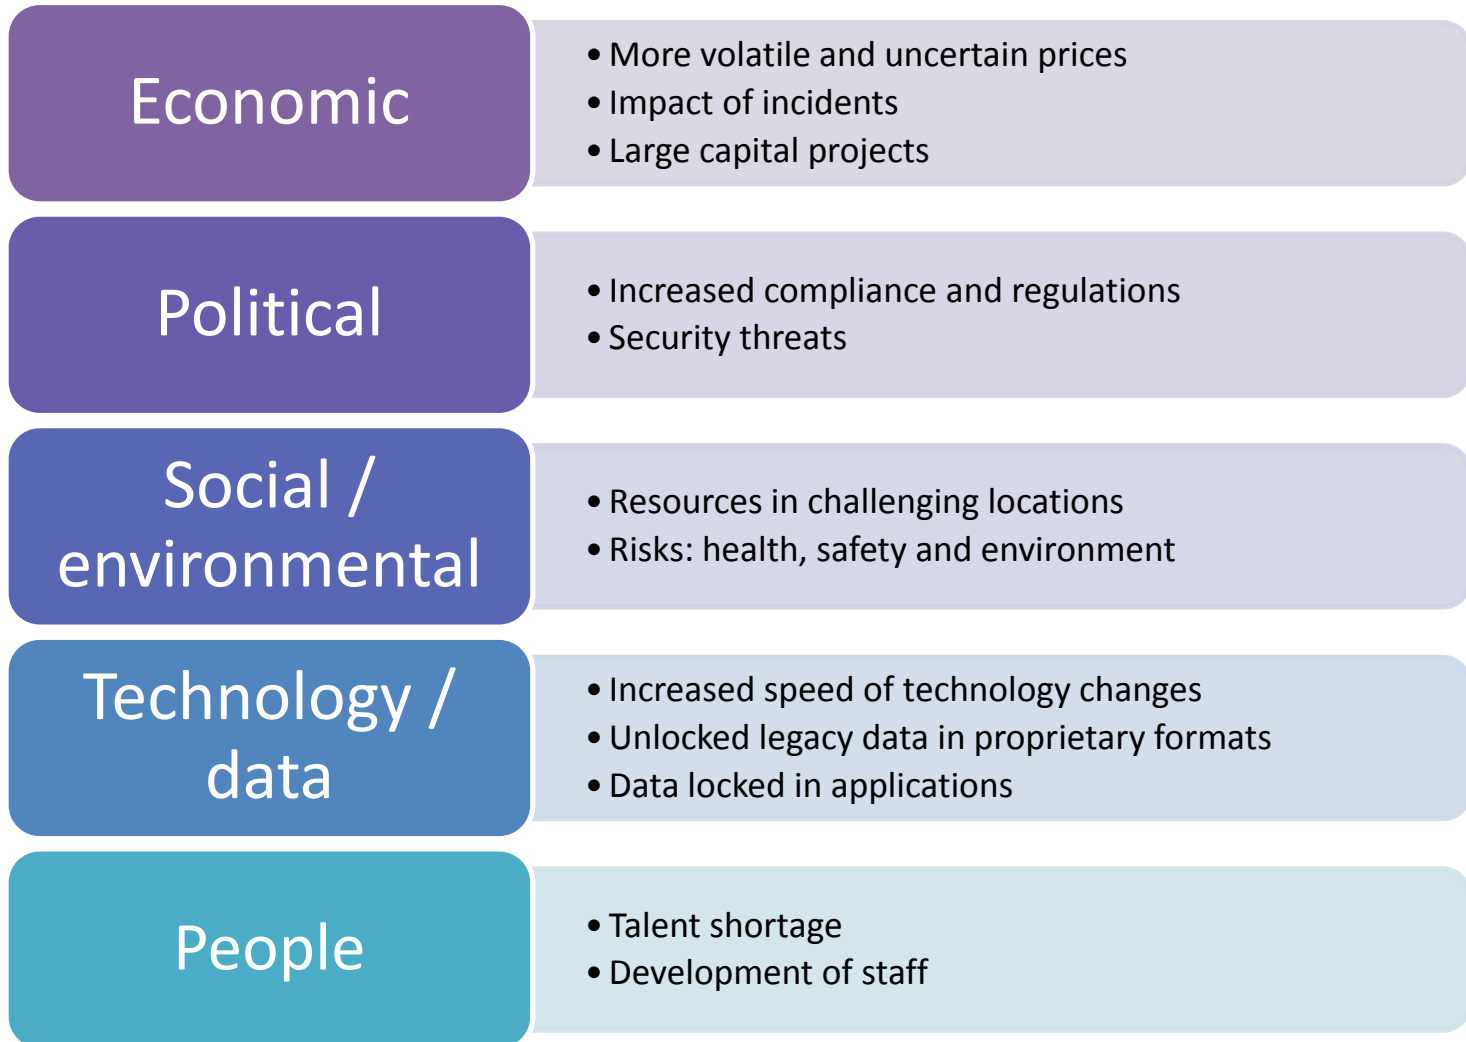 Economic
• More volatile and uncertain prices
• Impact of incidents
• Large capital projects
Political
• Increased compliance and regulations
• Security threats
Social /
environmental
• Resources in challenging locations
• Risks: health, safety and environment
Technology /
data
• Increased speed of technology changes
• Unlocked legacy data in proprietary formats
• Data locked in applications
People
• Talent shortage
• Development of staff